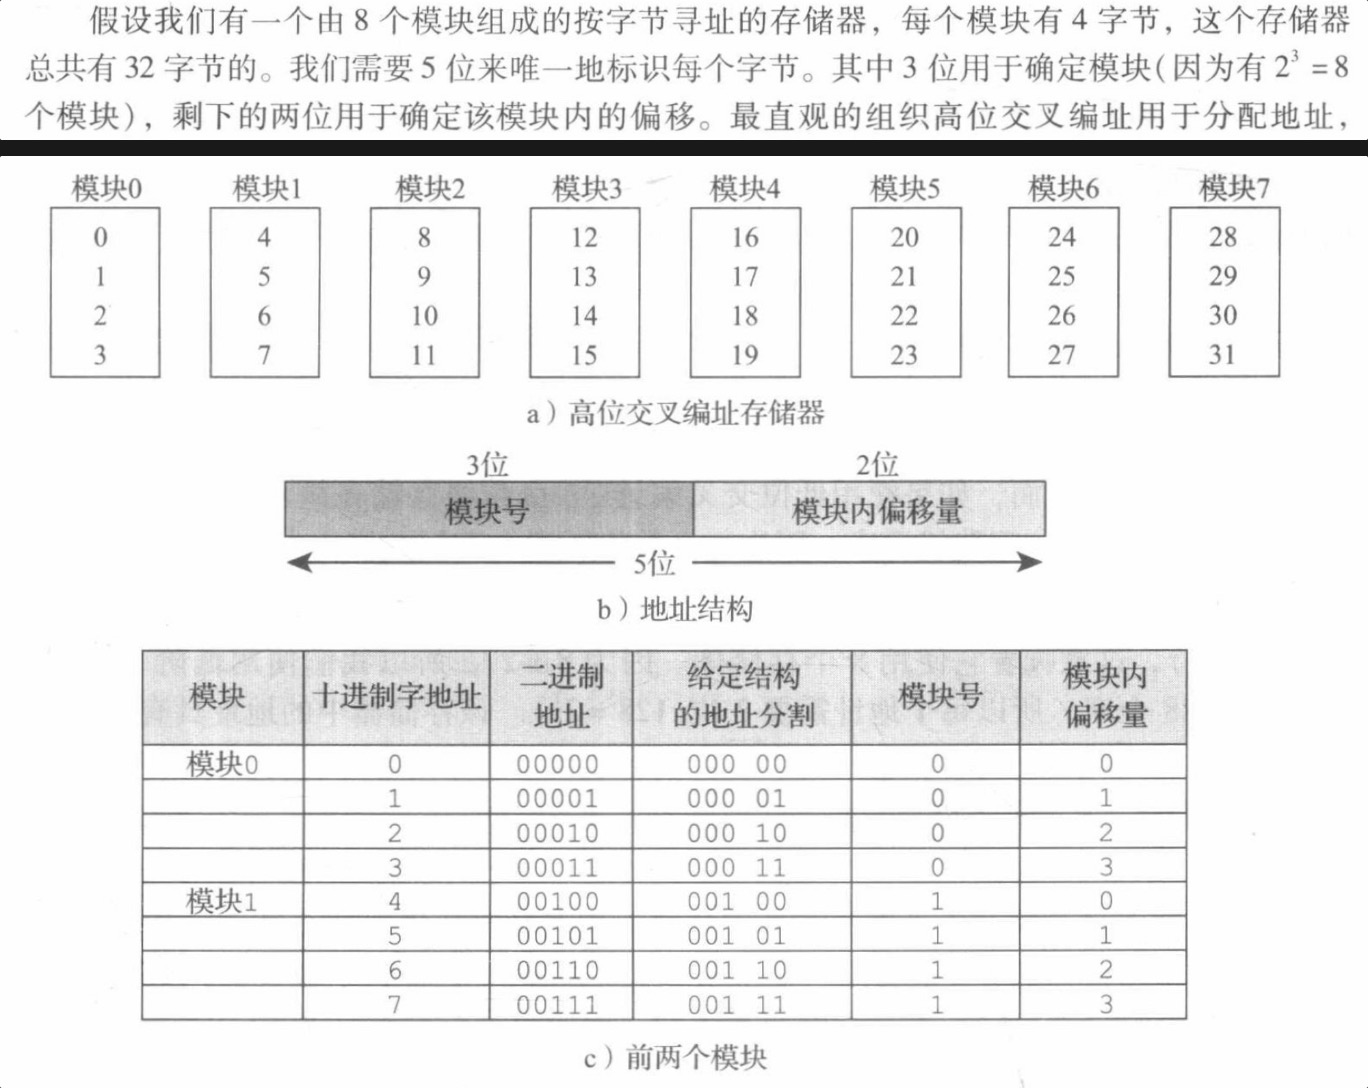 假设我们有一个由 8 个模块组成的按字节寻址的存储器，每个模块有 4 字节，这个存储器
总共有 32 字节的。我们需要 5 位来唯一地标识每个字节。其中 3 位用于确定模块(因为有 2³ = 8
个模块)，剩下的两位用于确定该模块内的偏移。最直观的组织高位交叉编址用于分配地址，
模块0 模块1 模块2 模块3 模块4 模块5 模块6 模块7
0 4 8 12 16 20 24 28
1 5 9 13 17 21 25 29
2 6 10 14 18 22 26 30
3 7 11 15 19 23 27 31
a）高位交叉编址存储器
3位 2位
模块号 模块内偏移量
5位
b）地址结构
模块 十进制字地址 二进制地址 给定结构的地址分割 模块号 模块内偏移量
模块0 0 00000 000 00 0 0
1 00001 000 01 0 1
2 00010 000 10 0 2
3 00011 000 11 0 3
模块1 4 00100 001 00 1 0
5 00101 001 01 1 1
6 00110 001 10 1 2
7 00111 001 11 1 3
c）前两个模块